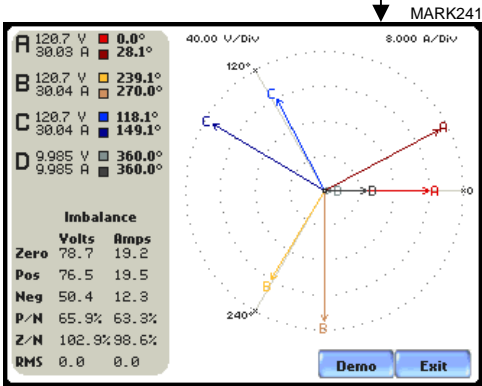 MARK241
A 120.7 V 0.0°
30.03 A 28.1°
B 120.7 V 239.1°
30.04 A 270.0°
C 120.7 V 118.1°
30.04 A 149.1°
D 9.985 V 360.0°
9.985 A 360.0°
Imbalance
Volts Amps
Zero 78.7 19.2
Pos 76.5 19.5
Neg 50.4 12.3
P/N 65.9% 63.3%
Z/N 102.9% 98.6%
RMS 0.0 0.0
40.00 V/Div 8.000 A/Div
120°
C
C A
D D A 0
B
240°
B
Demo Exit